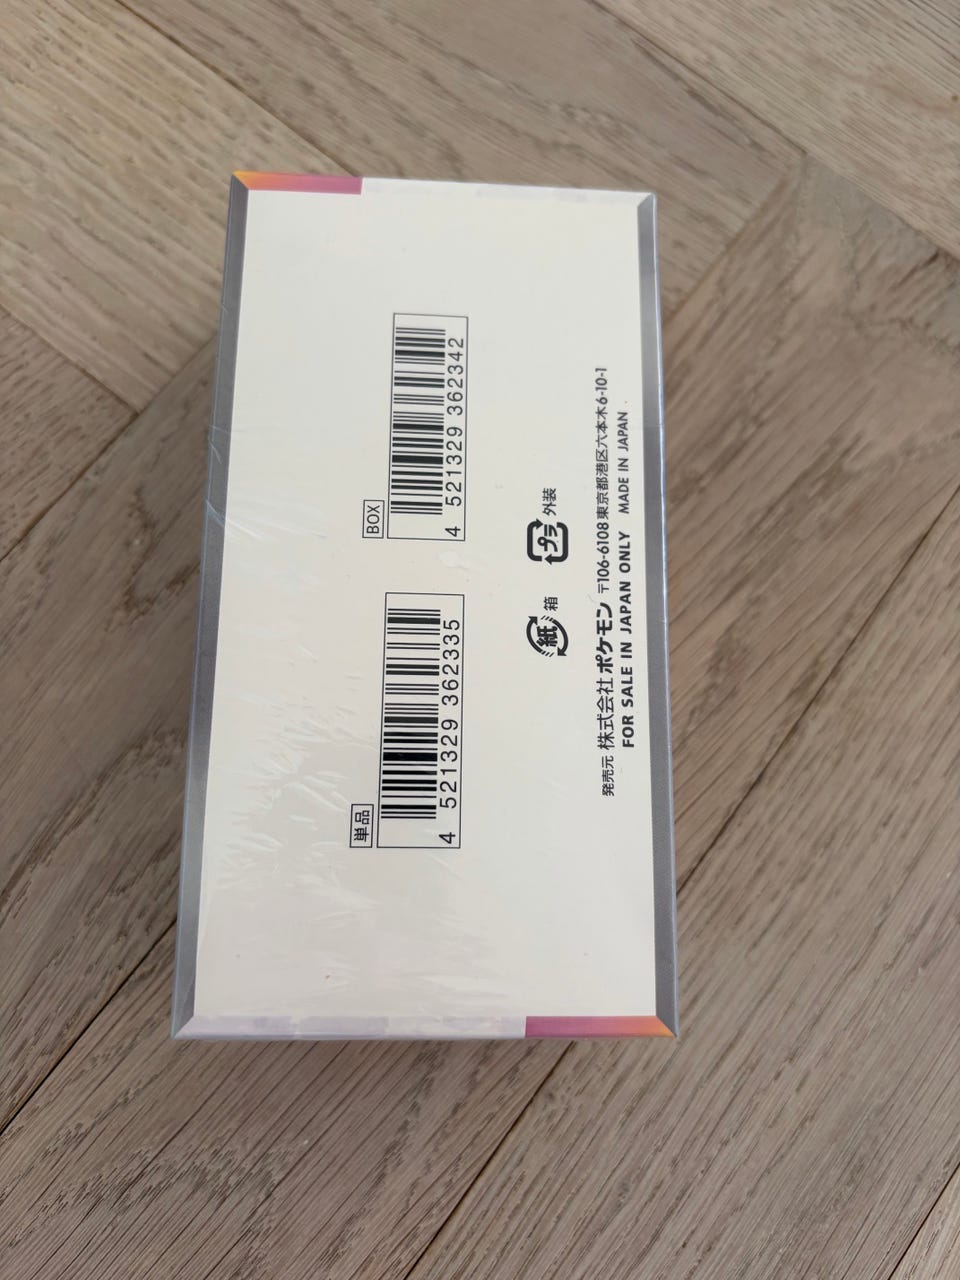 単品
4 521329 362335
BOX
4 521329 362342
紙 箱
プラ 外装
発売元 株式会社 ポケモン 〒106-6108 東京都港区六本木6-10-1
FOR SALE IN JAPAN ONLY MADE IN JAPAN